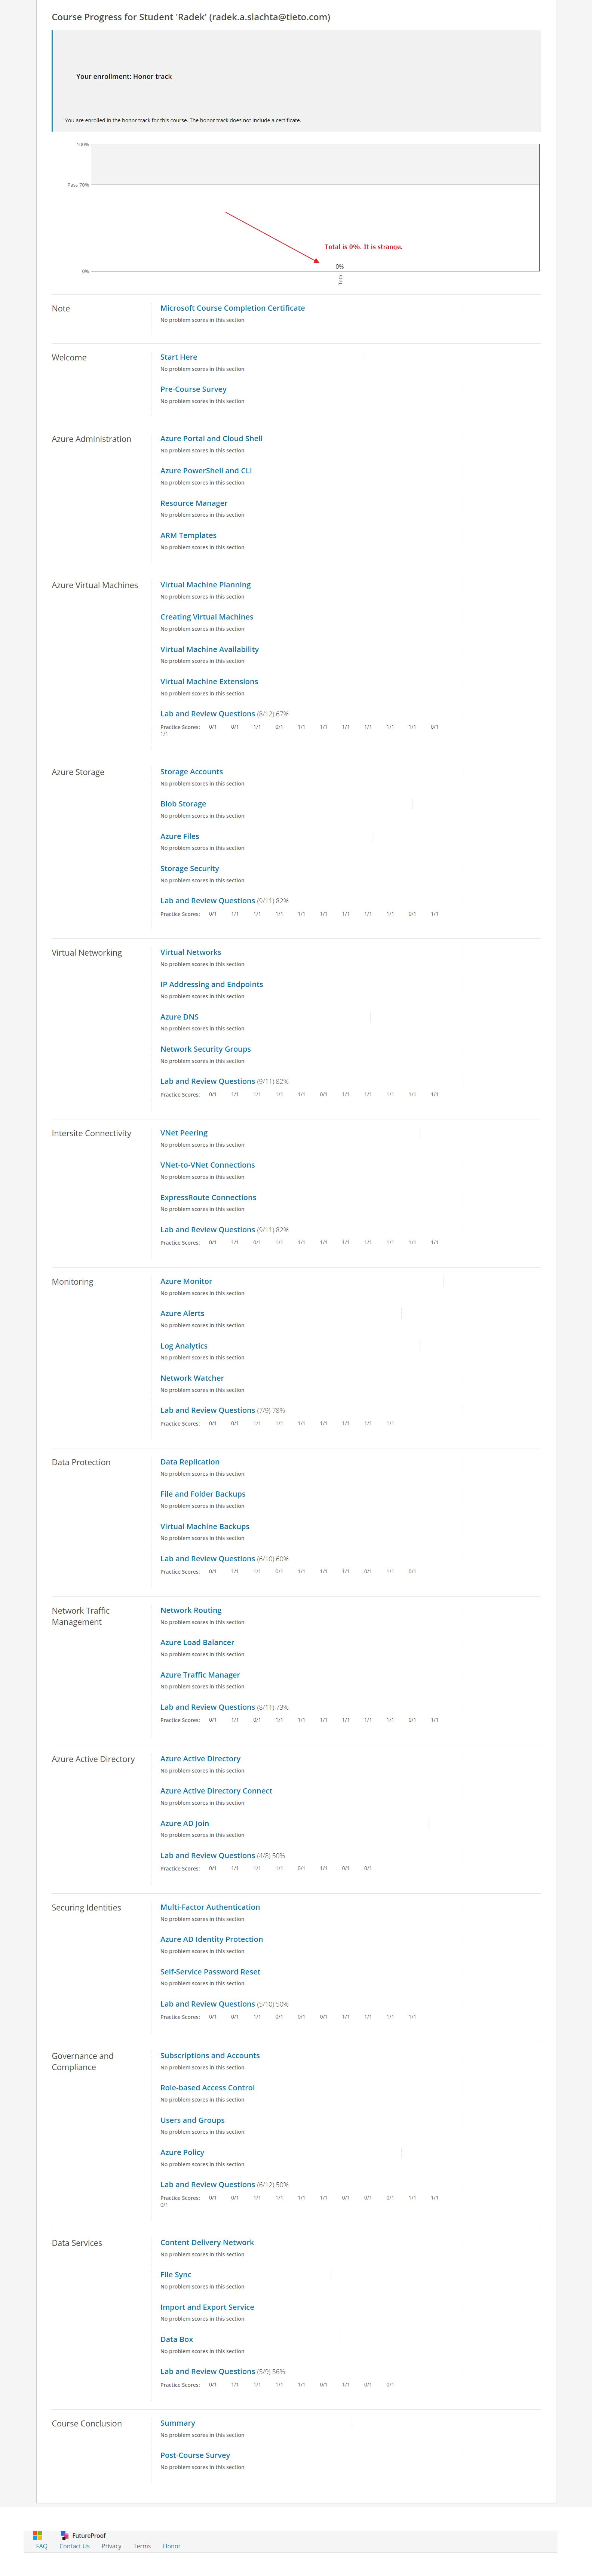 Course Progress for Student 'Radek' (radek.a.slachta@tieto.com)
Your enrollment: Honor track
You are enrolled in the honor track for this course. The honor track does not include a certificate.
100%
Pass 70%
Total is 0%. It is strange.
0%
0%
Total
Note
Microsoft Course Completion Certificate
No problem scores in this section
Welcome
Start Here
No problem scores in this section
Pre-Course Survey
No problem scores in this section
Azure Administration
Azure Portal and Cloud Shell
No problem scores in this section
Azure PowerShell and CLI
No problem scores in this section
Resource Manager
No problem scores in this section
ARM Templates
No problem scores in this section
Azure Virtual Machines
Virtual Machine Planning
No problem scores in this section
Creating Virtual Machines
No problem scores in this section
Virtual Machine Availability
No problem scores in this section
Virtual Machine Extensions
No problem scores in this section
Lab and Review Questions (8/12) 67%
Practice Scores: 0/1 0/1 1/1 0/1 1/1 1/1 1/1 1/1 1/1 1/1 0/1
1/1
Azure Storage
Storage Accounts
No problem scores in this section
Blob Storage
No problem scores in this section
Azure Files
No problem scores in this section
Storage Security
No problem scores in this section
Lab and Review Questions (9/11) 82%
Practice Scores: 0/1 1/1 1/1 1/1 1/1 1/1 1/1 1/1 1/1 0/1 1/1
Virtual Networking
Virtual Networks
No problem scores in this section
IP Addressing and Endpoints
No problem scores in this section
Azure DNS
No problem scores in this section
Network Security Groups
No problem scores in this section
Lab and Review Questions (9/11) 82%
Practice Scores: 0/1 1/1 1/1 1/1 1/1 0/1 1/1 1/1 1/1 1/1 1/1
Intersite Connectivity
VNet Peering
No problem scores in this section
VNet-to-VNet Connections
No problem scores in this section
ExpressRoute Connections
No problem scores in this section
Lab and Review Questions (9/11) 82%
Practice Scores: 0/1 1/1 0/1 1/1 1/1 1/1 1/1 1/1 1/1 1/1 1/1
Monitoring
Azure Monitor
No problem scores in this section
Azure Alerts
No problem scores in this section
Log Analytics
No problem scores in this section
Network Watcher
No problem scores in this section
Lab and Review Questions (7/9) 78%
Practice Scores: 0/1 0/1 1/1 1/1 1/1 1/1 1/1 1/1 1/1
Data Protection
Data Replication
No problem scores in this section
File and Folder Backups
No problem scores in this section
Virtual Machine Backups
No problem scores in this section
Lab and Review Questions (6/10) 60%
Practice Scores: 0/1 1/1 1/1 0/1 1/1 1/1 1/1 0/1 1/1 0/1
Network Traffic
Management
Network Routing
No problem scores in this section
Azure Load Balancer
No problem scores in this section
Azure Traffic Manager
No problem scores in this section
Lab and Review Questions (8/11) 73%
Practice Scores: 0/1 1/1 0/1 1/1 1/1 1/1 1/1 1/1 1/1 0/1 1/1
Azure Active Directory
Azure Active Directory
No problem scores in this section
Azure Active Directory Connect
No problem scores in this section
Azure AD Join
No problem scores in this section
Lab and Review Questions (4/8) 50%
Practice Scores: 0/1 1/1 1/1 1/1 0/1 1/1 0/1 0/1
Securing Identities
Multi-Factor Authentication
No problem scores in this section
Azure AD Identity Protection
No problem scores in this section
Self-Service Password Reset
No problem scores in this section
Lab and Review Questions (5/10) 50%
Practice Scores: 0/1 0/1 1/1 0/1 0/1 0/1 1/1 1/1 1/1 1/1
Governance and
Compliance
Subscriptions and Accounts
No problem scores in this section
Role-based Access Control
No problem scores in this section
Users and Groups
No problem scores in this section
Azure Policy
No problem scores in this section
Lab and Review Questions (6/12) 50%
Practice Scores: 0/1 0/1 1/1 1/1 1/1 1/1 0/1 0/1 0/1 1/1 1/1
0/1
Data Services
Content Delivery Network
No problem scores in this section
File Sync
No problem scores in this section
Import and Export Service
No problem scores in this section
Data Box
No problem scores in this section
Lab and Review Questions (5/9) 56%
Practice Scores: 0/1 1/1 1/1 1/1 1/1 0/1 1/1 0/1 0/1
Course Conclusion
Summary
No problem scores in this section
Post-Course Survey
No problem scores in this section
FutureProof
FAQ Contact Us Privacy Terms Honor